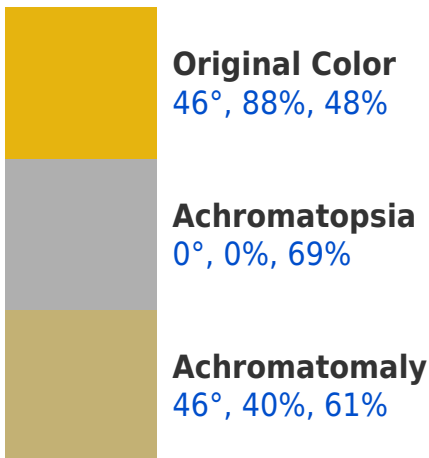 Original Color
46°, 88%, 48%
Achromatopsia
0°, 0%, 69%
Achromatomaly
46°, 40%, 61%